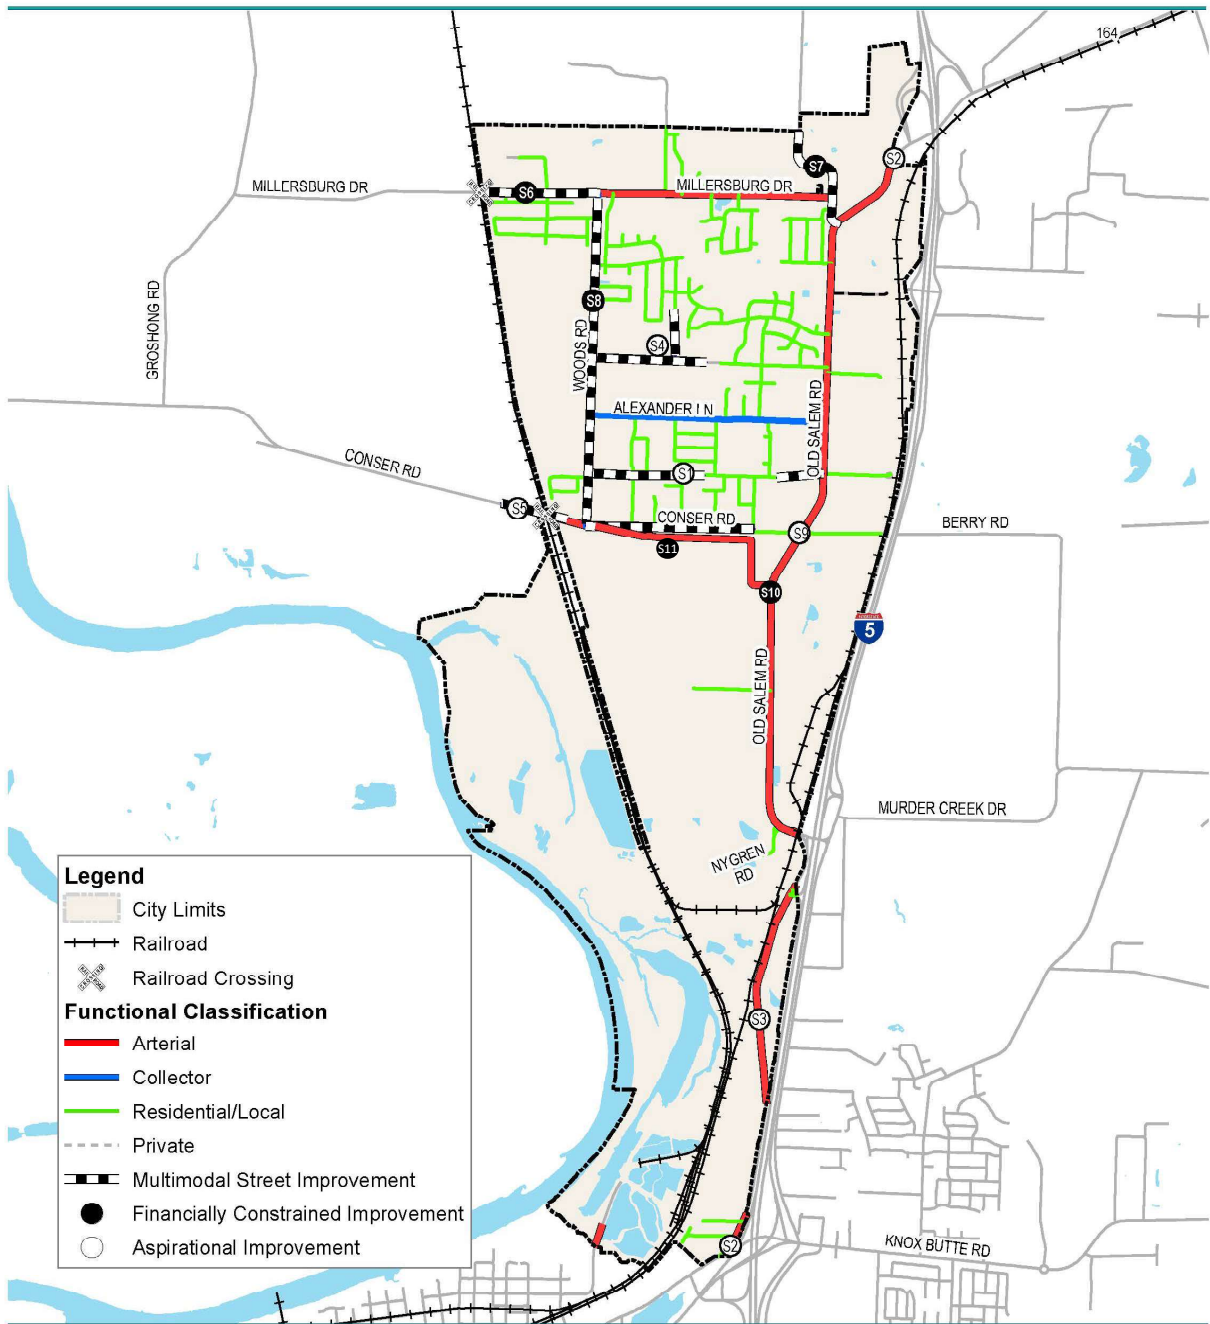 164
S7
S2
MILLERSBURG DR
S6
MILLERSBURG DR
GROSHONG RD
S8
WOODS RD
S4
OLD SALEM RD
ALEXANDER LN
CONSER RD
S1
S5
CONSER RD
S9
BERRY RD
S11
S10
5
OLD SALEM RD
MURDER CREEK DR
NYGREN
RD
Legend
City Limits
Railroad
Railroad Crossing
Functional Classification
Arterial
Collector
Residential/Local
Private
Multimodal Street Improvement
Financially Constrained Improvement
Aspirational Improvement
S3
S2
KNOX BUTTE RD